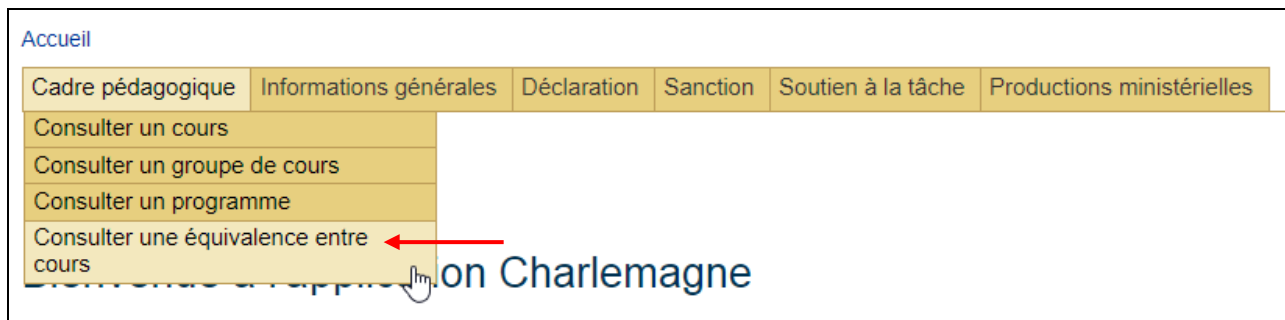 Accueil
Cadre pédagogique Informations générales Déclaration Sanction Soutien à la tâche Productions ministérielles
Consulter un cours
Consulter un groupe de cours
Consulter un programme
Consulter une équivalence entre
cours
Charlemagne